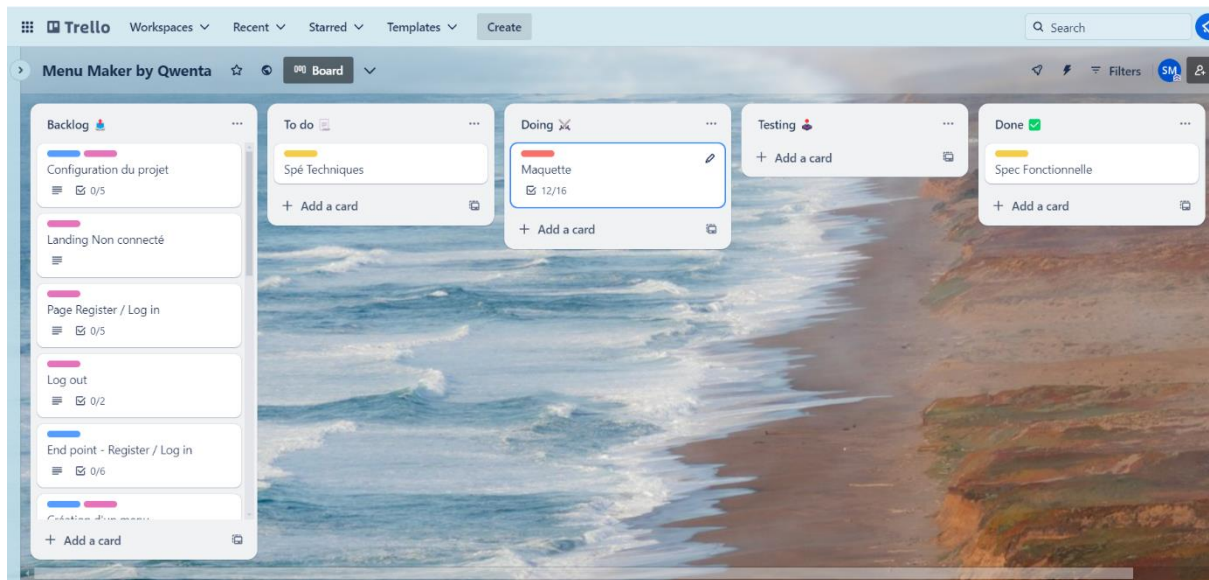 Trello Workspaces Recent Starred Templates Create Search
Menu Maker by Qwenta Board Filters SM
Backlog
Configuration du projet
0/5
Landing Non connecté
Page Register / Log in
0/5
Log out
0/2
End point - Register / Log in
0/6
Création d'un menu
+ Add a card
To do
Spé Techniques
+ Add a card
Doing
Maquette
12/16
+ Add a card
Testing
+ Add a card
Done
Spec Fonctionnelle
+ Add a card